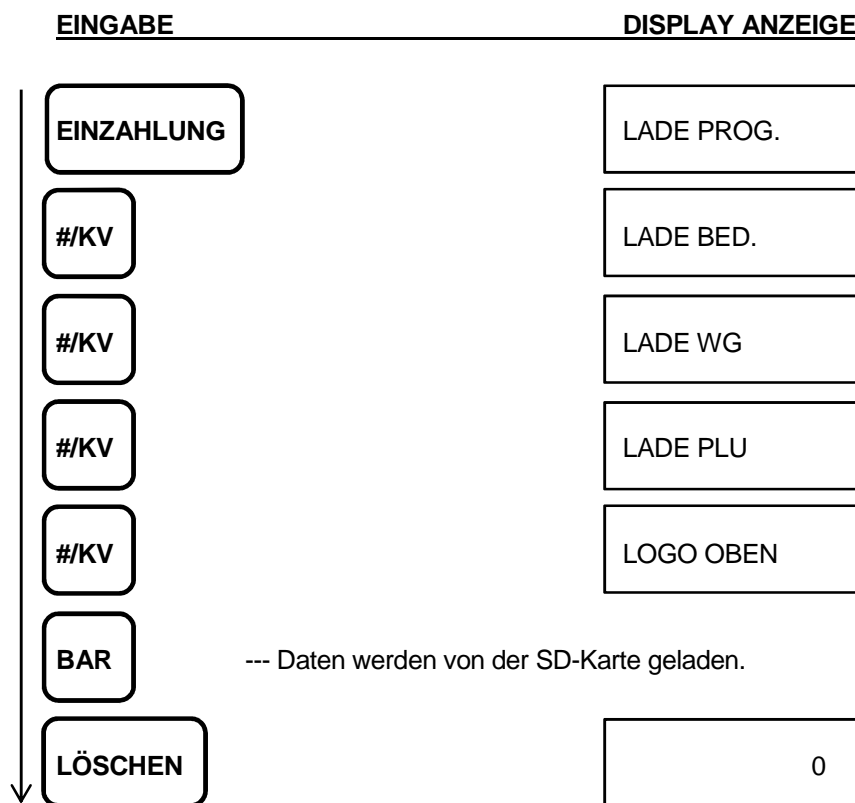 EINGABE DISPLAY ANZEIGE
EINZAHLUNG LADE PROG.
#/KV LADE BED.
#/KV LADE WG
#/KV LADE PLU
#/KV LOGO OBEN
BAR --- Daten werden von der SD-Karte geladen.
LÖSCHEN 0